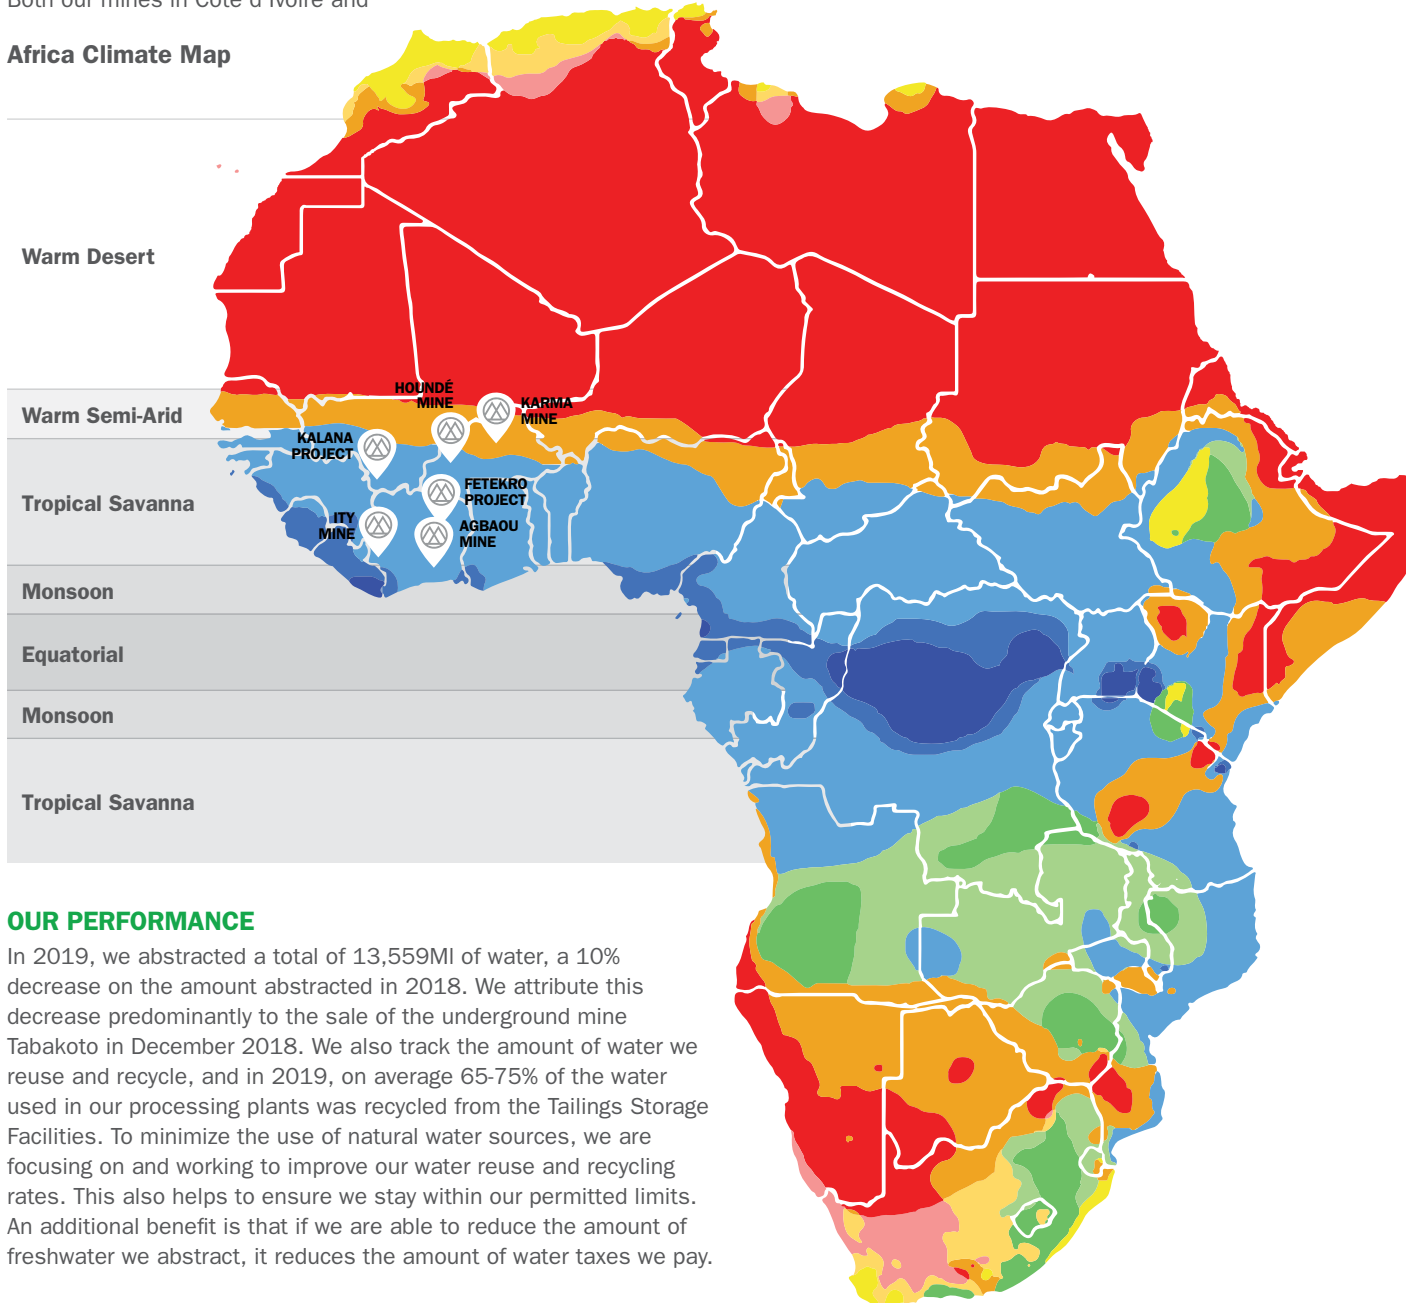 Both our mines in Côte d'Ivoire and
Africa Climate Map
Warm Desert
Warm Semi-Arid
Tropical Savanna
Monsoon
Equatorial
Monsoon
Tropical Savanna
HOUNDÉ
MINE
KARMA
MINE
KALANA
PROJECT
FETEKRO
PROJECT
ITY
MINE
AGBAOU
MINE
OUR PERFORMANCE
In 2019, we abstracted a total of 13,559Ml of water, a 10%
decrease on the amount abstracted in 2018. We attribute this
decrease predominantly to the sale of the underground mine
Tabakoto in December 2018. We also track the amount of water we
reuse and recycle, and in 2019, on average 65-75% of the water
used in our processing plants was recycled from the Tailings Storage
Facilities. To minimize the use of natural water sources, we are
focusing on and working to improve our water reuse and recycling
rates. This also helps to ensure we stay within our permitted limits.
An additional benefit is that if we are able to reduce the amount of
freshwater we abstract, it reduces the amount of water taxes we pay.